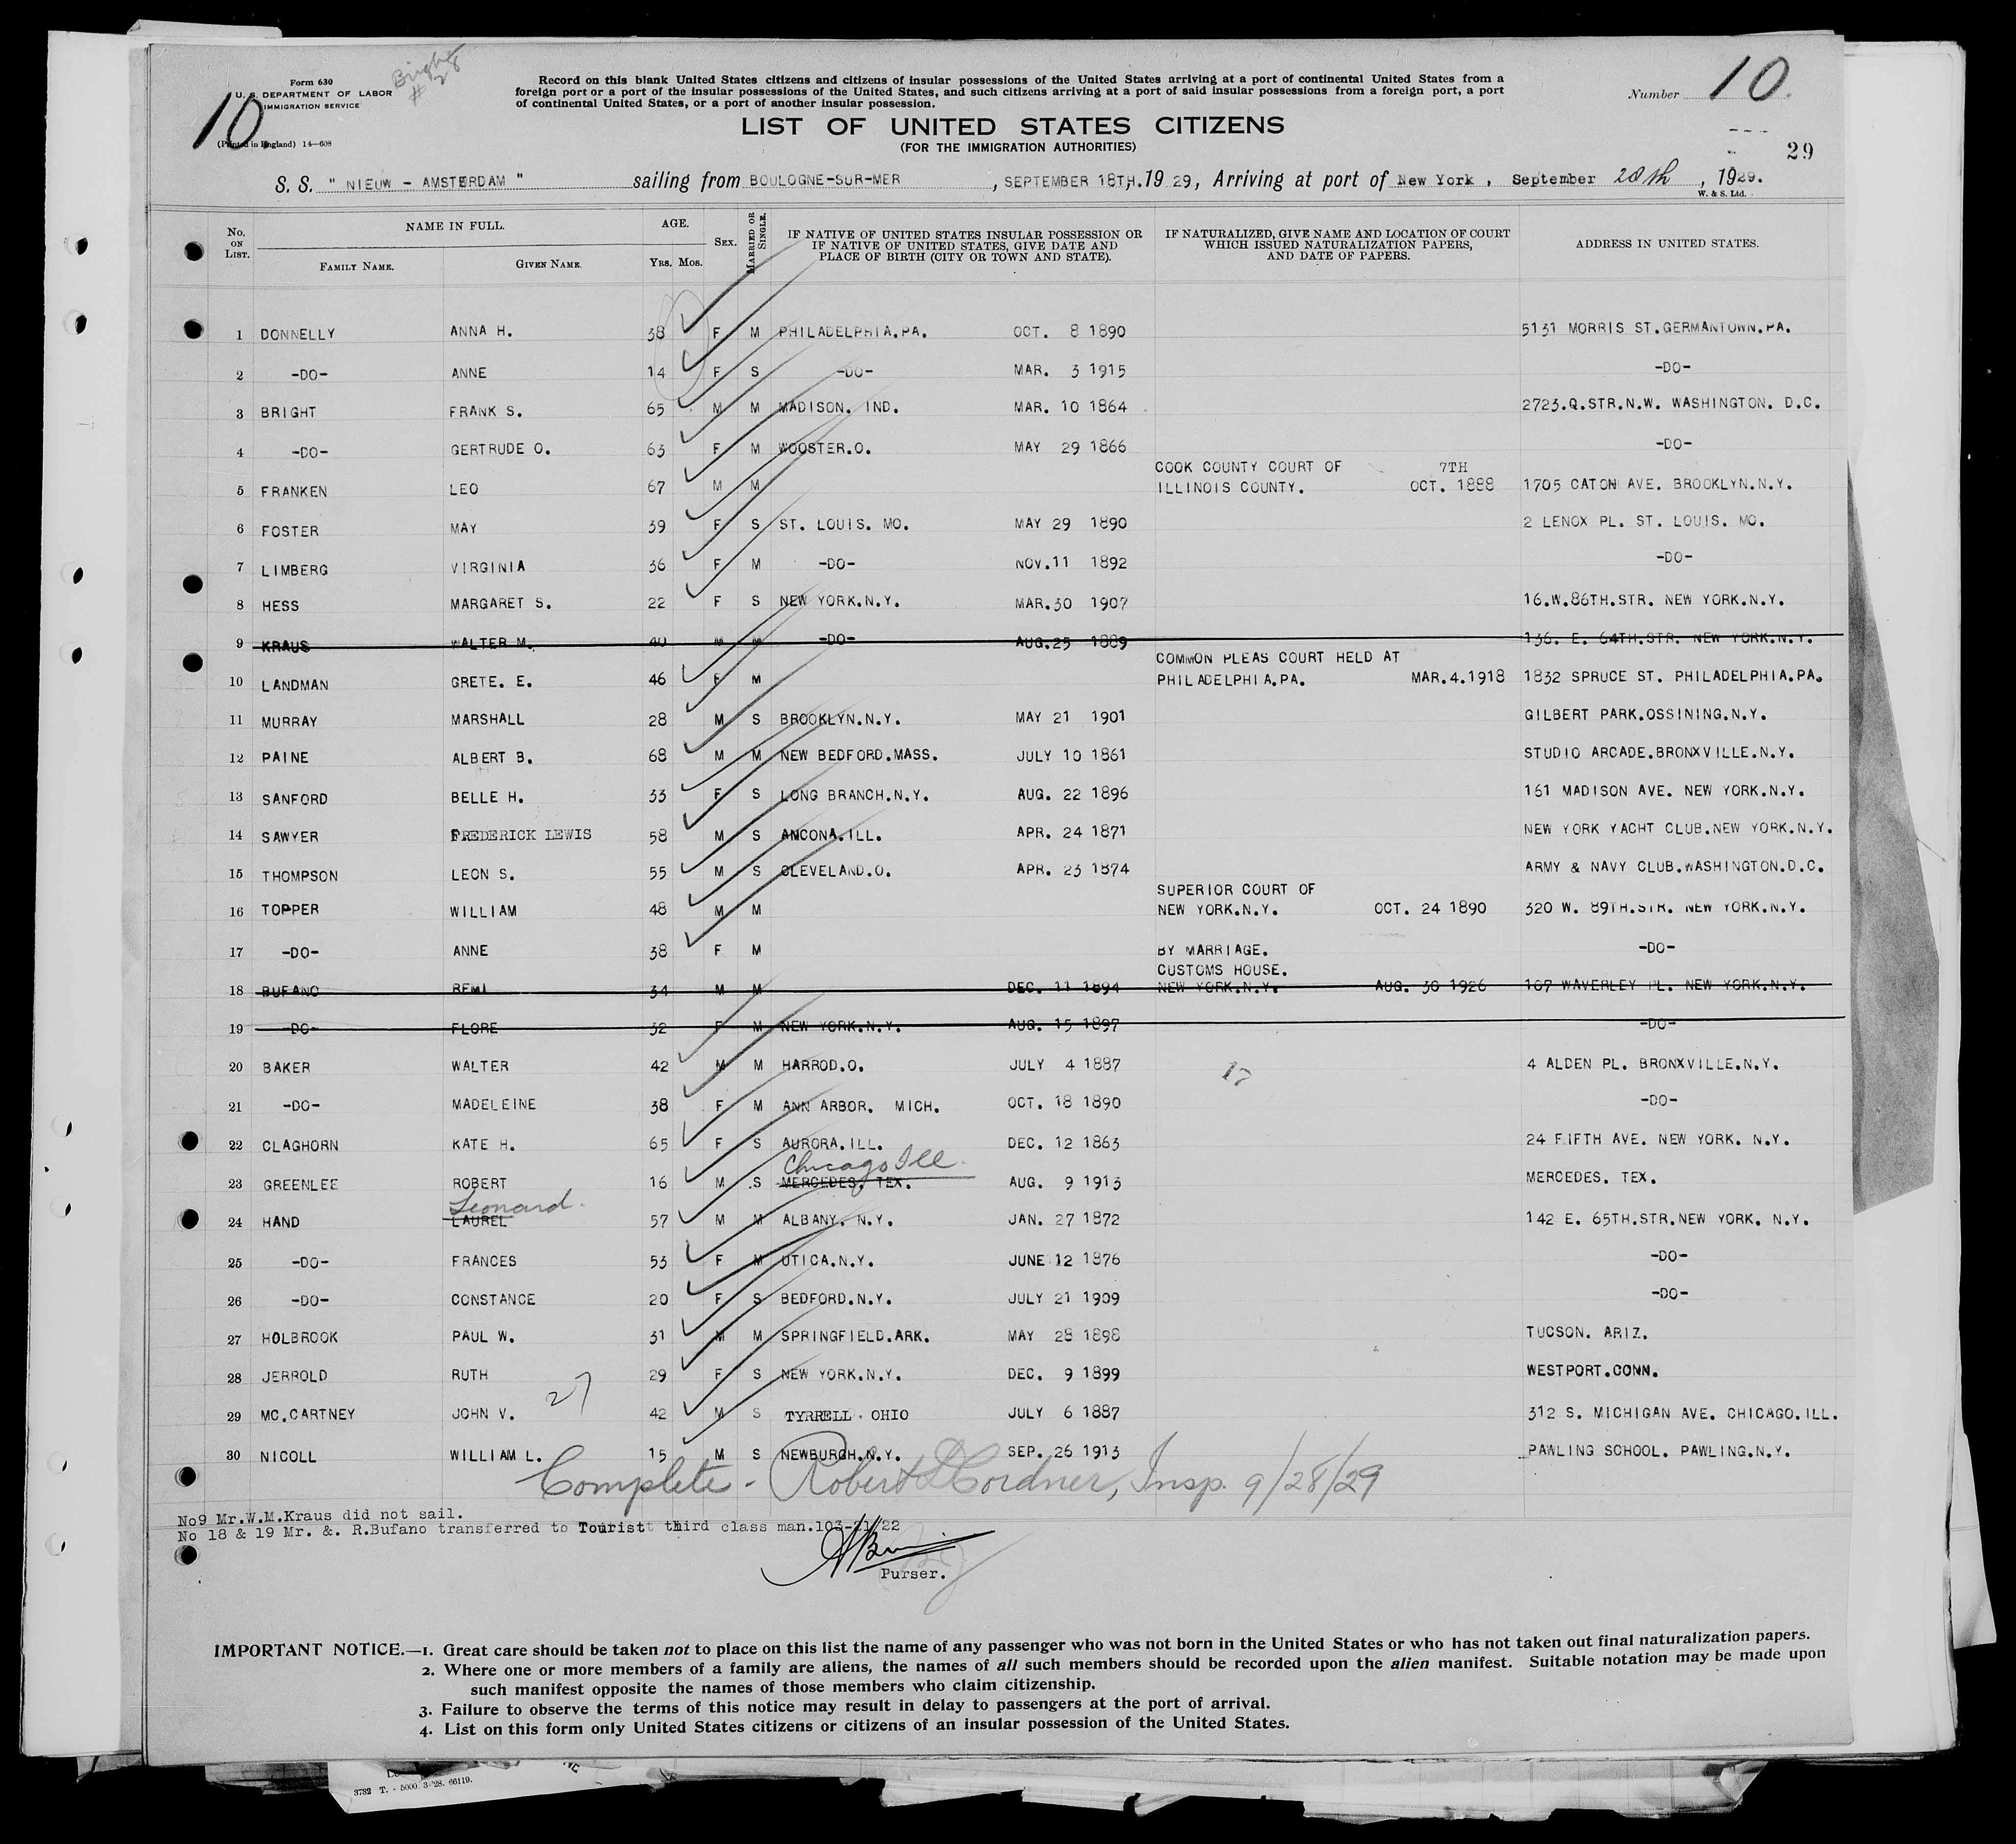 Form 630
U. S. DEPARTMENT OF LABOR
IMMIGRATION SERVICE
(Printed in England) 14—608
10
#
Record on this blank United States citizens and citizens of insular possessions of the United States arriving at a port of continental United States from a
foreign port or a port of the insular possessions of the United States, and such citizens arriving at a port of said insular possessions from a foreign port, a port
of continental United States, or a port of another insular possession.
Number 10
LIST OF UNITED STATES CITIZENS
(FOR THE IMMIGRATION AUTHORITIES)
29
S. S. " NIEUW - AMSTERDAM " sailing from BOULOGNE-SUR-MER , SEPTEMBER 18TH. 19 29, Arriving at port of New York , September 28th , 1929.
W. & S. Ltd.
No. ON LIST. NAME IN FULL. FAMILY NAME. GIVEN NAME. AGE. YRS. MOS. SEX. MARRIED OR SINGLE. IF NATIVE OF UNITED STATES INSULAR POSSESSION OR IF NATIVE OF UNITED STATES, GIVE DATE AND PLACE OF BIRTH (CITY OR TOWN AND STATE). IF NATURALIZED, GIVE NAME AND LOCATION OF COURT WHICH ISSUED NATURALIZATION PAPERS, AND DATE OF PAPERS. ADDRESS IN UNITED STATES.
1 DONNELLY ANNA H. 38 F M PHILADELPHIA.PA. OCT. 8 1890 5131 MORRIS ST.GERMANTOWN.PA.
2 -DO- ANNE 14 F S -DO- MAR. 3 1915 -DO-
3 BRIGHT FRANK S. 65 M M MADISON. IND. MAR. 10 1864 2723.Q.STR.N.W. WASHINGTON. D.C.
4 -DO- GERTRUDE O. 63 F M WOOSTER.O. MAY 29 1866 -DO-
5 FRANKEN LEO 67 M M COOK COUNTY COURT OF ILLINOIS COUNTY. 7TH OCT. 1888 1705 CATON AVE. BROOKLYN.N.Y.
6 FOSTER MAY 39 F S ST. LOUIS. MO. MAY 29 1890 2 LENOX PL. ST. LOUIS. MO.
7 LIMBERG VIRGINIA 36 F M -DO- NOV.11 1892 -DO-
8 HESS MARGARET S. 22 F S NEW YORK.N.Y. MAR.30 1907 16.W.86TH.STR. NEW YORK.N.Y.
9 KRAUS WALTER M. 40 M M -DO- AUG.25 1889 136. E. 64TH.STR. NEW YORK.N.Y.
10 LANDMAN GRETE. E. 46 F M COMMON PLEAS COURT HELD AT PHILADELPHIA.PA. MAR.4.1918 1832 SPRUCE ST. PHILADELPHIA.PA.
11 MURRAY MARSHALL 28 M S BROOKLYN.N.Y. MAY 21 1901 GILBERT PARK.OSSINING.N.Y.
12 PAINE ALBERT B. 68 M M NEW BEDFORD.MASS. JULY 10 1861 STUDIO ARCADE.BRONXVILLE.N.Y.
13 SANFORD BELLE H. 33 F S LONG BRANCH.N.Y. AUG. 22 1896 161 MADISON AVE. NEW YORK.N.Y.
14 SAWYER FREDERICK LEWIS 58 M S ANCONA.ILL. APR. 24 1871 NEW YORK YACHT CLUB.NEW YORK.N.Y.
15 THOMPSON LEON S. 55 M S CLEVELAND.O. APR. 23 1874 ARMY & NAVY CLUB.WASHINGTON.D.C.
16 TOPPER WILLIAM 48 M M SUPERIOR COURT OF NEW YORK.N.Y. OCT. 24 1890 320 W. 89TH.STR. NEW YORK.N.Y.
17 -DO- ANNE 38 F M BY MARRIAGE. -DO-
18 BUFANO REMI 34 M M DEC. 11 1894 CUSTOMS HOUSE. NEW YORK.N.Y. AUG. 30 1926 107 WAVERLEY PL. NEW YORK.N.Y.
19 -DO- FLORE 32 F M NEW YORK.N.Y. AUG. 15 1897 -DO-
20 BAKER WALTER 42 M M HARROD.O. JULY 4 1887 4 ALDEN PL. BRONXVILLE.N.Y.
21 -DO- MADELEINE 38 F M ANN ARBOR. MICH. OCT. 18 1890 -DO-
22 CLAGHORN KATE H. 65 F S AURORA.ILL. DEC. 12 1863 24 FIFTH AVE. NEW YORK. N.Y.
Chicago Ill.
23 GREENLEE ROBERT 16 M S MERCEDES. TEX. AUG. 9 1913 MERCEDES. TEX.
Leonard.
24 HAND LAUREL 57 M M ALBANY. N.Y. JAN. 27 1872 142 E. 65TH.STR.NEW YORK. N.Y.
25 -DO- FRANCES 53 F M UTICA.N.Y. JUNE 12 1876 -DO-
26 -DO- CONSTANCE 20 F S BEDFORD.N.Y. JULY 21 1909 -DO-
27 HOLBROOK PAUL W. 31 M M SPRINGFIELD.ARK. MAY 28 1898 TUCSON. ARIZ.
28 JERROLD RUTH 29 F S NEW YORK.N.Y. DEC. 9 1899 WESTPORT.CONN.
27
29 MC.CARTNEY JOHN V. 42 M S TYRRELL. OHIO JULY 6 1887 312 S. MICHIGAN AVE. CHICAGO.ILL.
30 NICOLL WILLIAM L. 15 M S NEWBURGH.N.Y. SEP. 26 1913 PAWLING SCHOOL. PAWLING.N.Y.
Complete - Robert D Cordner, Insp. 9/28/29
No9 Mr.W.M.Kraus did not sail.
No 18 & 19 Mr. &. R.Bufano transferred to Touristt third class man.103-21/22
Purser.
IMPORTANT NOTICE.—1. Great care should be taken not to place on this list the name of any passenger who was not born in the United States or who has not taken out final naturalization papers.
2. Where one or more members of a family are aliens, the names of all such members should be recorded upon the alien manifest. Suitable notation may be made upon
such manifest opposite the names of those members who claim citizenship.
3. Failure to observe the terms of this notice may result in delay to passengers at the port of arrival.
4. List on this form only United States citizens or citizens of an insular possession of the United States.
3732 T. - 5000. 3-'28. 66119.